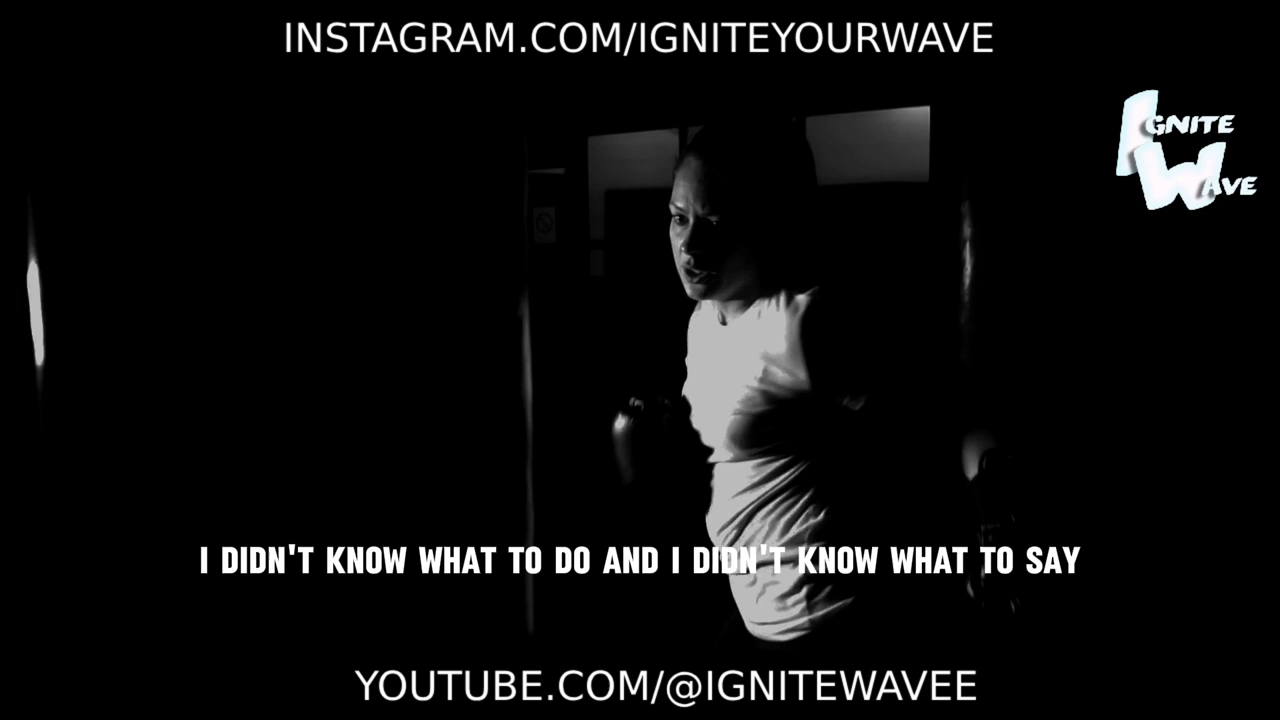 INSTAGRAM.COM/IGNITEYOURWAVE
IGNITE
WAVE
I DIDN'T KNOW WHAT TO DO AND I DIDN'T KNOW WHAT TO SAY
YOUTUBE.COM/@IGNITEWAVEE